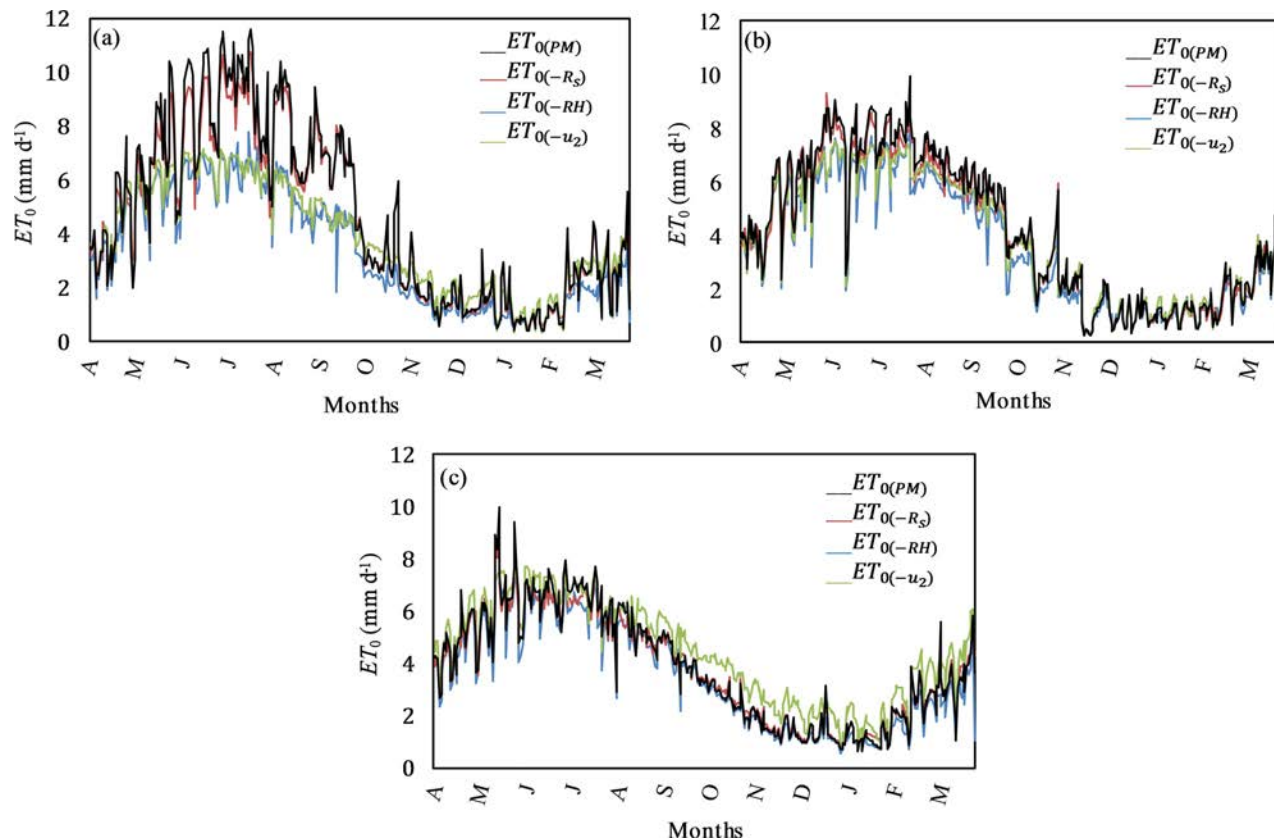 (a)
12
10
8
6
4
2
0
ET₀ (mm d⁻¹)
ET₀(PM)
ET₀(−Rₛ)
ET₀(−RH)
ET₀(−u₂)
A M J J A S O N D J F M
Months
(b)
12
10
8
6
4
2
0
ET₀ (mm d⁻¹)
ET₀(PM)
ET₀(−Rₛ)
ET₀(−RH)
ET₀(−u₂)
A M J J A S O N D J F M
Months
(c)
12
10
8
6
4
2
0
ET₀ (mm d⁻¹)
ET₀(PM)
ET₀(−Rₛ)
ET₀(−RH)
ET₀(−u₂)
A M J J A S O N D J F M
Months